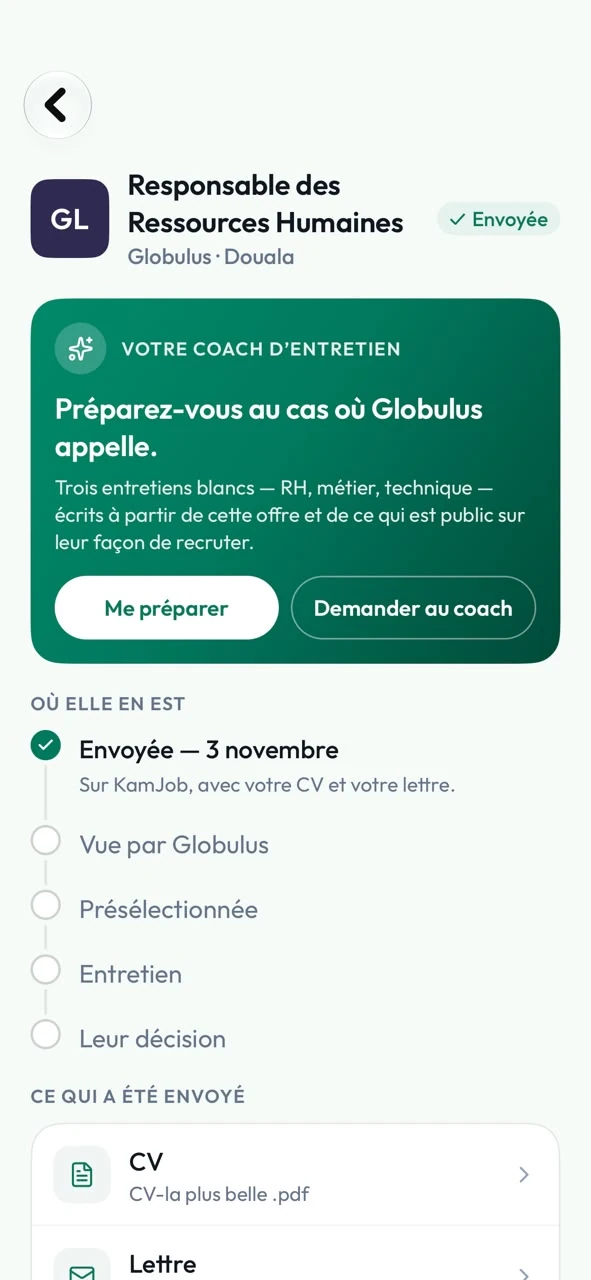 Responsable des
Ressources Humaines
GL
Envoyée
Globulus · Douala
VOTRE COACH D’ENTRETIEN
Préparez-vous au cas où Globulus
appelle.
Trois entretiens blancs — RH, métier, technique —
écrits à partir de cette offre et de ce qui est public sur
leur façon de recruter.
Me préparer
Demander au coach
OÙ ELLE EN EST
Envoyée — 3 novembre
Sur KamJob, avec votre CV et votre lettre.
Vue par Globulus
Présélectionnée
Entretien
Leur décision
CE QUI A ÉTÉ ENVOYÉ
CV
CV-la plus belle .pdf
Lettre